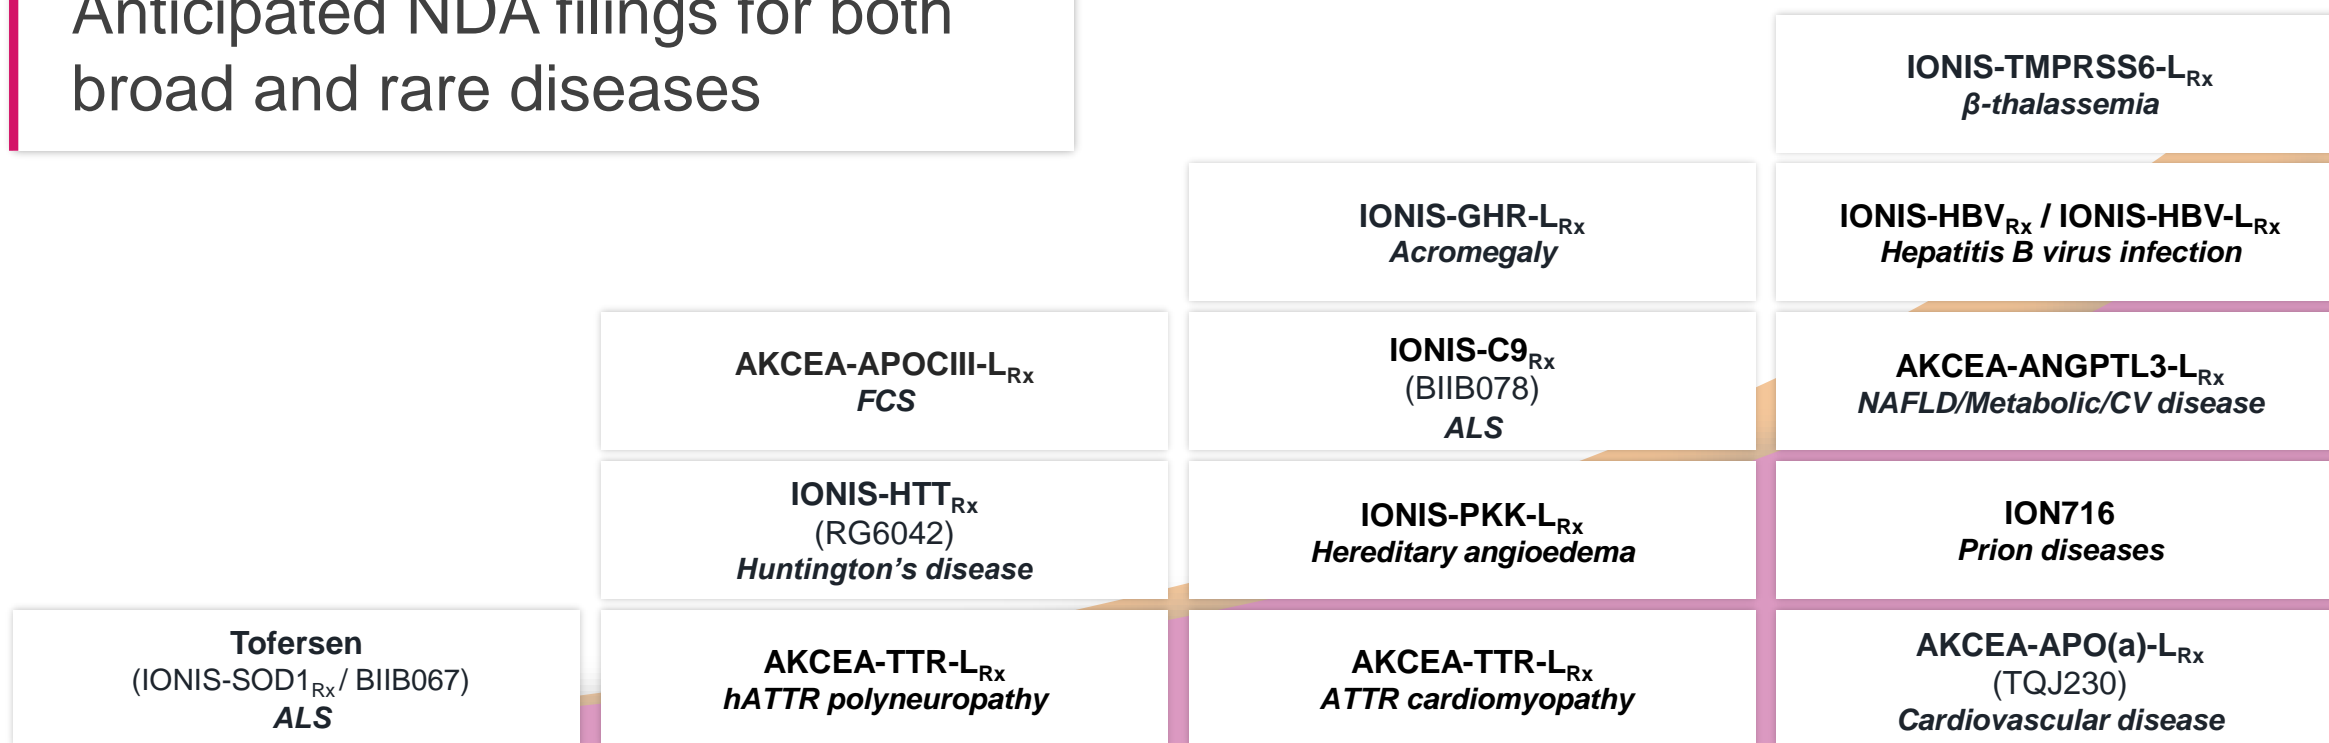 Anticipated NDA filings for both
broad and rare diseases
IONIS-TMPRSS6-LRx
β-thalassemia
IONIS-GHR-LRx
Acromegaly
IONIS-HBVRx / IONIS-HBV-LRx
Hepatitis B virus infection
AKCEA-APOCIII-LRx
FCS
IONIS-C9Rx
(BIIB078)
ALS
AKCEA-ANGPTL3-LRx
NAFLD/Metabolic/CV disease
IONIS-HTTRx
(RG6042)
Huntington’s disease
IONIS-PKK-LRx
Hereditary angioedema
ION716
Prion diseases
Tofersen
(IONIS-SOD1Rx / BIIB067)
ALS
AKCEA-TTR-LRx
hATTR polyneuropathy
AKCEA-TTR-LRx
ATTR cardiomyopathy
AKCEA-APO(a)-LRx
(TQJ230)
Cardiovascular disease